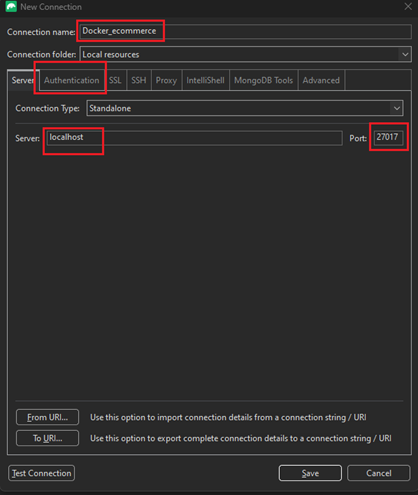 New Connection
Connection name: Docker_ecommerce
Connection folder: Local resources
Server Authentication SSL SSH Proxy IntelliShell MongoDB Tools Advanced
Connection Type: Standalone
Server: localhost Port: 27017
From URI... Use this option to import connection details from a connection string / URI
To URI... Use this option to export complete connection details to a connection string / URI
Test Connection Save Cancel